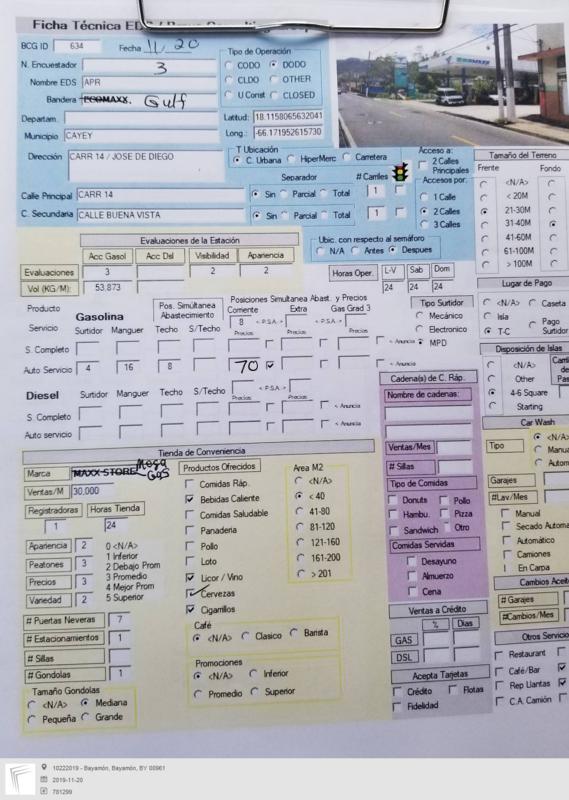 Ficha Técnica EDS /
BCG ID 634 Fecha 11/20
N. Encuestador 3
Nombre EDS APR
Bandera ECOMAXX. Gulf
Departam.
Municipio CAYEY
Tipo de Operación
CODO DODO
CLDO OTHER
U Const CLOSED
Latitud: 18.1158065632041
Long.: -66.171952615730
Dirección CARR 14 / JOSE DE DIEGO
T Ubicación
C. Urbana HiperMerc Carretera
Separador # Carriles
Calle Principal CARR 14 Sin Parcial Total 1
C. Secundaria CALLE BUENA VISTA Sin Parcial Total 1
Acceso a:
2 Calles Principales
Accesos por:
1 Calle
2 Calles
3 Calles
Tamaño del Terreno
Frente Fondo
<N/A>
< 20M
21-30M
31-40M
41-60M
61-100M
> 100M
Evaluaciones de la Estación
Acc Gasol Acc Dsl Visibilidad Apariencia
Evaluaciones 3 2 2
Vol (KG/M): 53.873
Ubic. con respecto al semáforo
N/A Antes Despues
Horas Oper. L-V Sab Dom
24 24 24
Lugar de Pago
<N/A> Caseta
Isla Pago Surtidor
T-C
Producto Gasolina
Servicio Surtidor Manguer
Pos. Simúltanea Abastecimiento
Techo S/Techo
Posiciones Simultanea Abast. y Precios
Corriente Extra Gas Grad 3
8 < P.S.A. > < P.S.A. >
Precios Precios Precios
S. Completo < Anuncia
Auto Servicio 4 16 8 70
Tipo Surtidor
Mecánico
Electronico
MPD
Disposición de Islas
<N/A>
Other
4-6 Square
Starting
Diesel Surtidor Manguer Techo S/Techo < P.S.A. >
Precios Precios
S. Completo < Anuncia
Auto servicio < Anuncia
Cadena(s) de C. Ráp.
Nombre de cadenas:
Ventas/Mes
# Sillas
Tipo de Comidas
Donuts Pollo
Hambu. Pizza
Sandwich Otro
Comidas Servidas
Desayuno
Almuerzo
Cena
Car Wash
Tipo <N/A>
Garajes
#Lav/Mes
Manual
Secado Automa
Automático
Camiones
En Carpa
Cambios Aceit
# Garajes
#Cambios/Mes
Tienda de Conveniencia
Marca MAXX STORE Mega Gas
Ventas/M 30,000
Registradoras Horas Tienda
1 24
Apariencia 2
Peatones 3
Precios 3
Variedad 2
0 <N/A>
1 Inferior
2 Debajo Prom
3 Promedio
4 Mejor Prom
5 Superior
# Puertas Neveras 7
# Estacionamientos 1
# Sillas
# Gondolas 1
Tamaño Gondolas
<N/A> Mediana
Pequeña Grande
Productos Ofrecidos
Comidas Ráp.
Bebidas Caliente
Comidas Saludable
Panaderia
Pollo
Loto
Licor / Vino
Cervezas
Cigarrillos
Area M2
<N/A>
< 40
41-80
81-120
121-160
161-200
> 201
Café
<N/A> Clasico Barista
Promociones
<N/A> Inferior
Promedio Superior
Ventas a Crédito
% Dias
GAS
DSL
Acepta Tarjetas
Crédito Flotas
Fidelidad
Otros Servicio
Restaurant
Café/Bar
Rep Llantas
C.A. Camión
10222019 - Bayamón, Bayamón, BY 00961
2019-11-20
781299